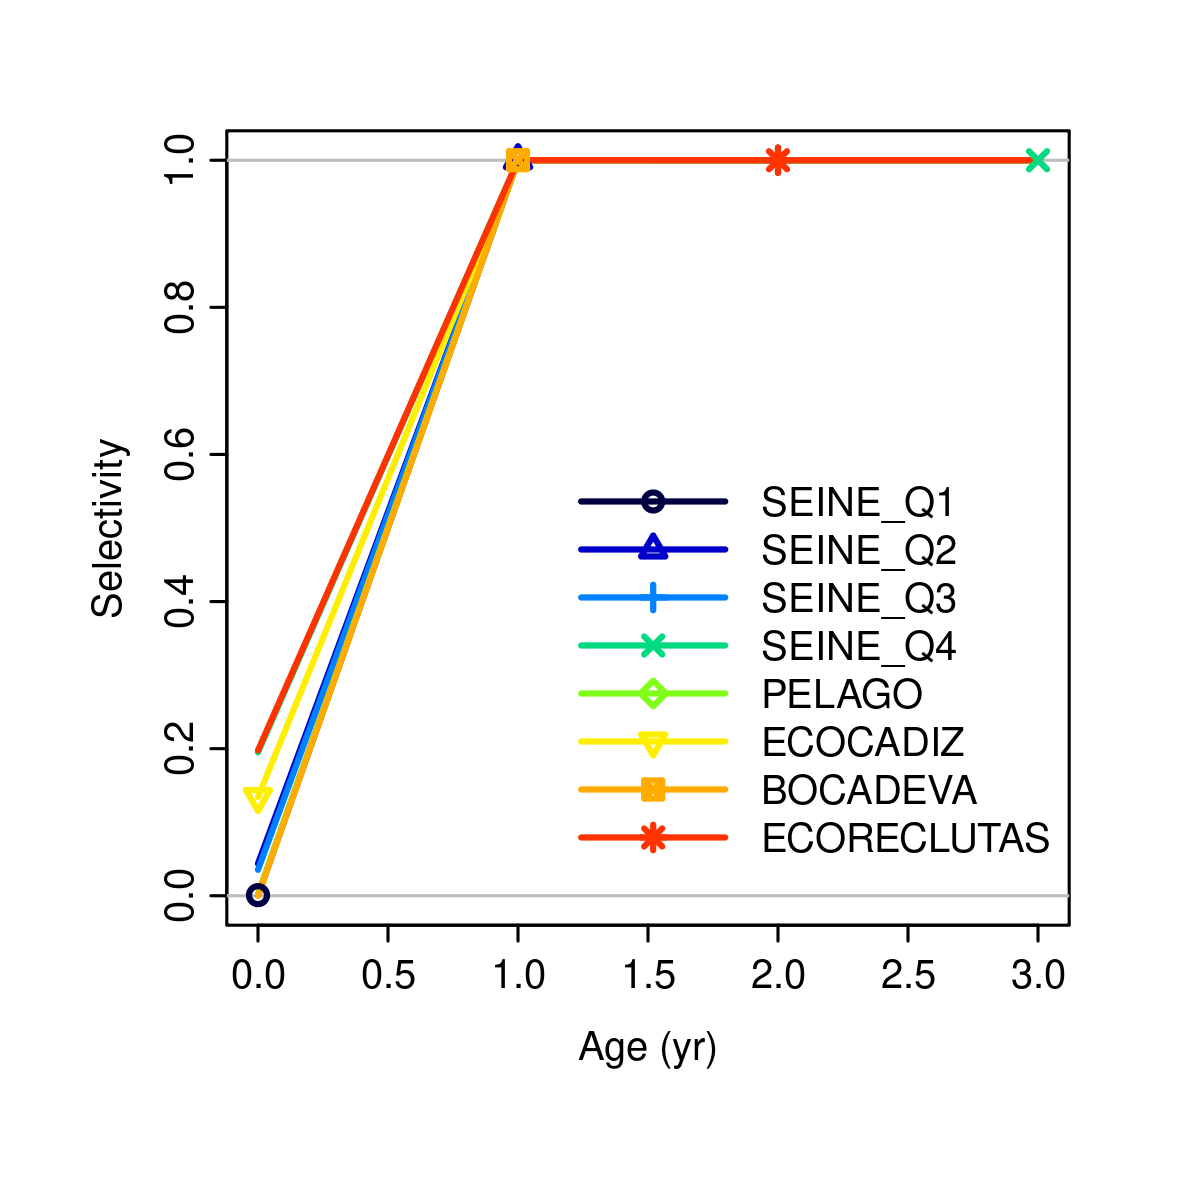 1.0
0.8
0.6
0.4
0.2
0.0
Selectivity
SEINE_Q1
SEINE_Q2
SEINE_Q3
SEINE_Q4
PELAGO
ECOCADIZ
BOCADEVA
ECORECLUTAS
0.0 0.5 1.0 1.5 2.0 2.5 3.0
Age (yr)